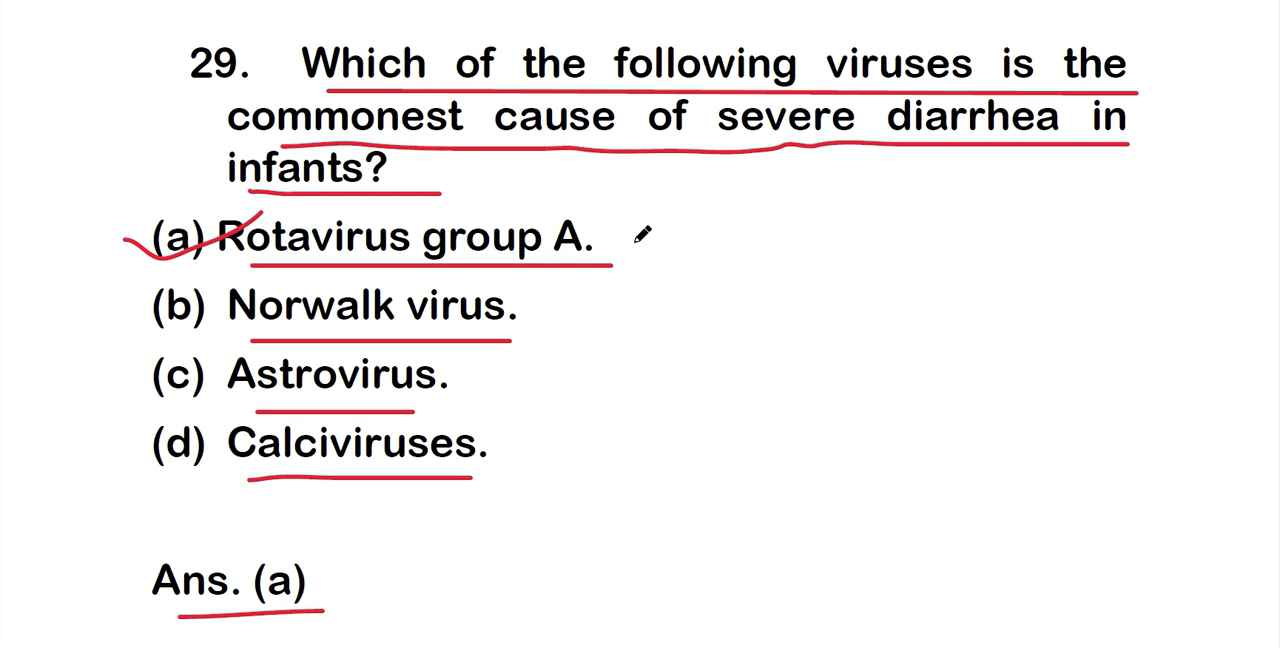 29. Which of the following viruses is the
commonest cause of severe diarrhea in
infants?
(a) Rotavirus group A.
(b) Norwalk virus.
(c) Astrovirus.
(d) Calciviruses.
Ans. (a)